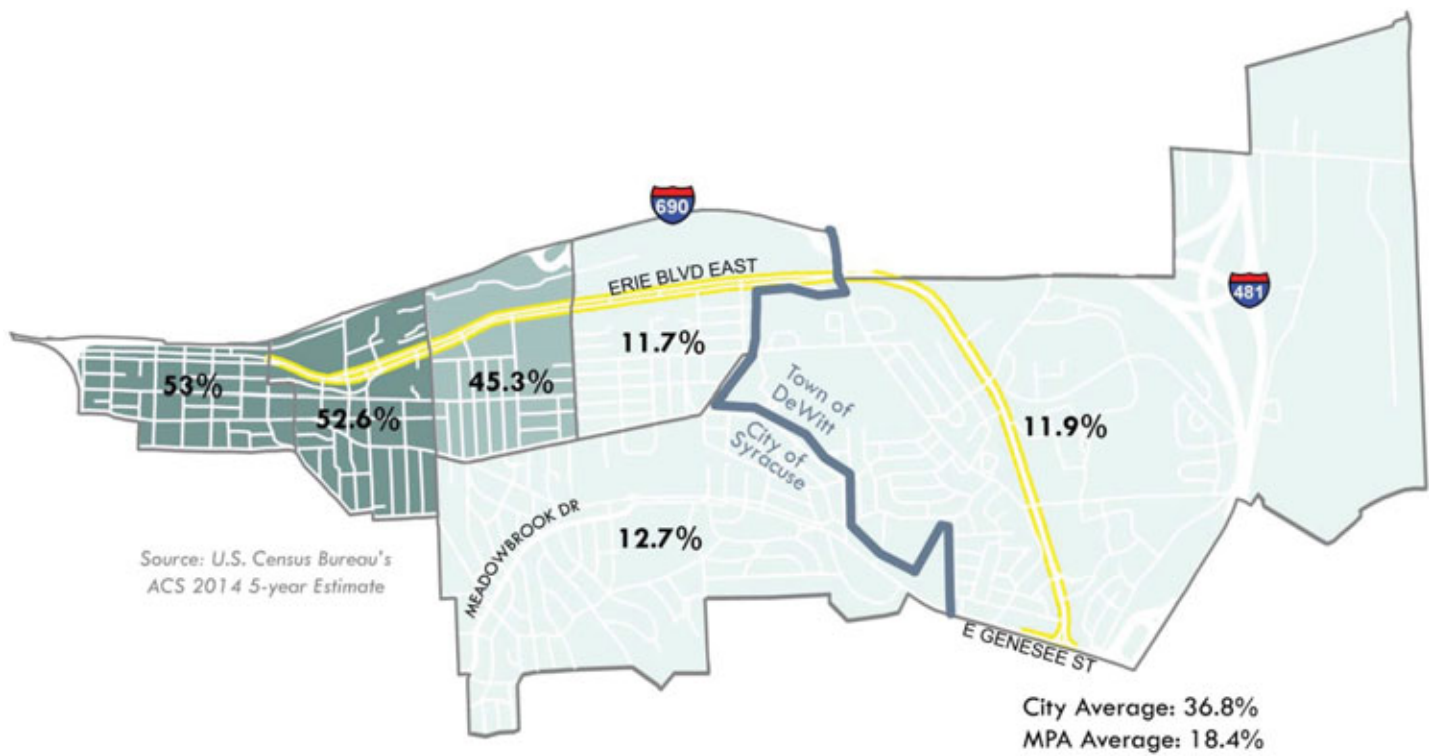 690
ERIE BLVD EAST
481
53%
52.6%
45.3%
11.7%
Town of
DeWitt
City of
Syracuse
11.9%
12.7%
MEADOWBROOK DR
Source: U.S. Census Bureau's
ACS 2014 5-year Estimate
E GENESEE ST
City Average: 36.8%
MPA Average: 18.4%